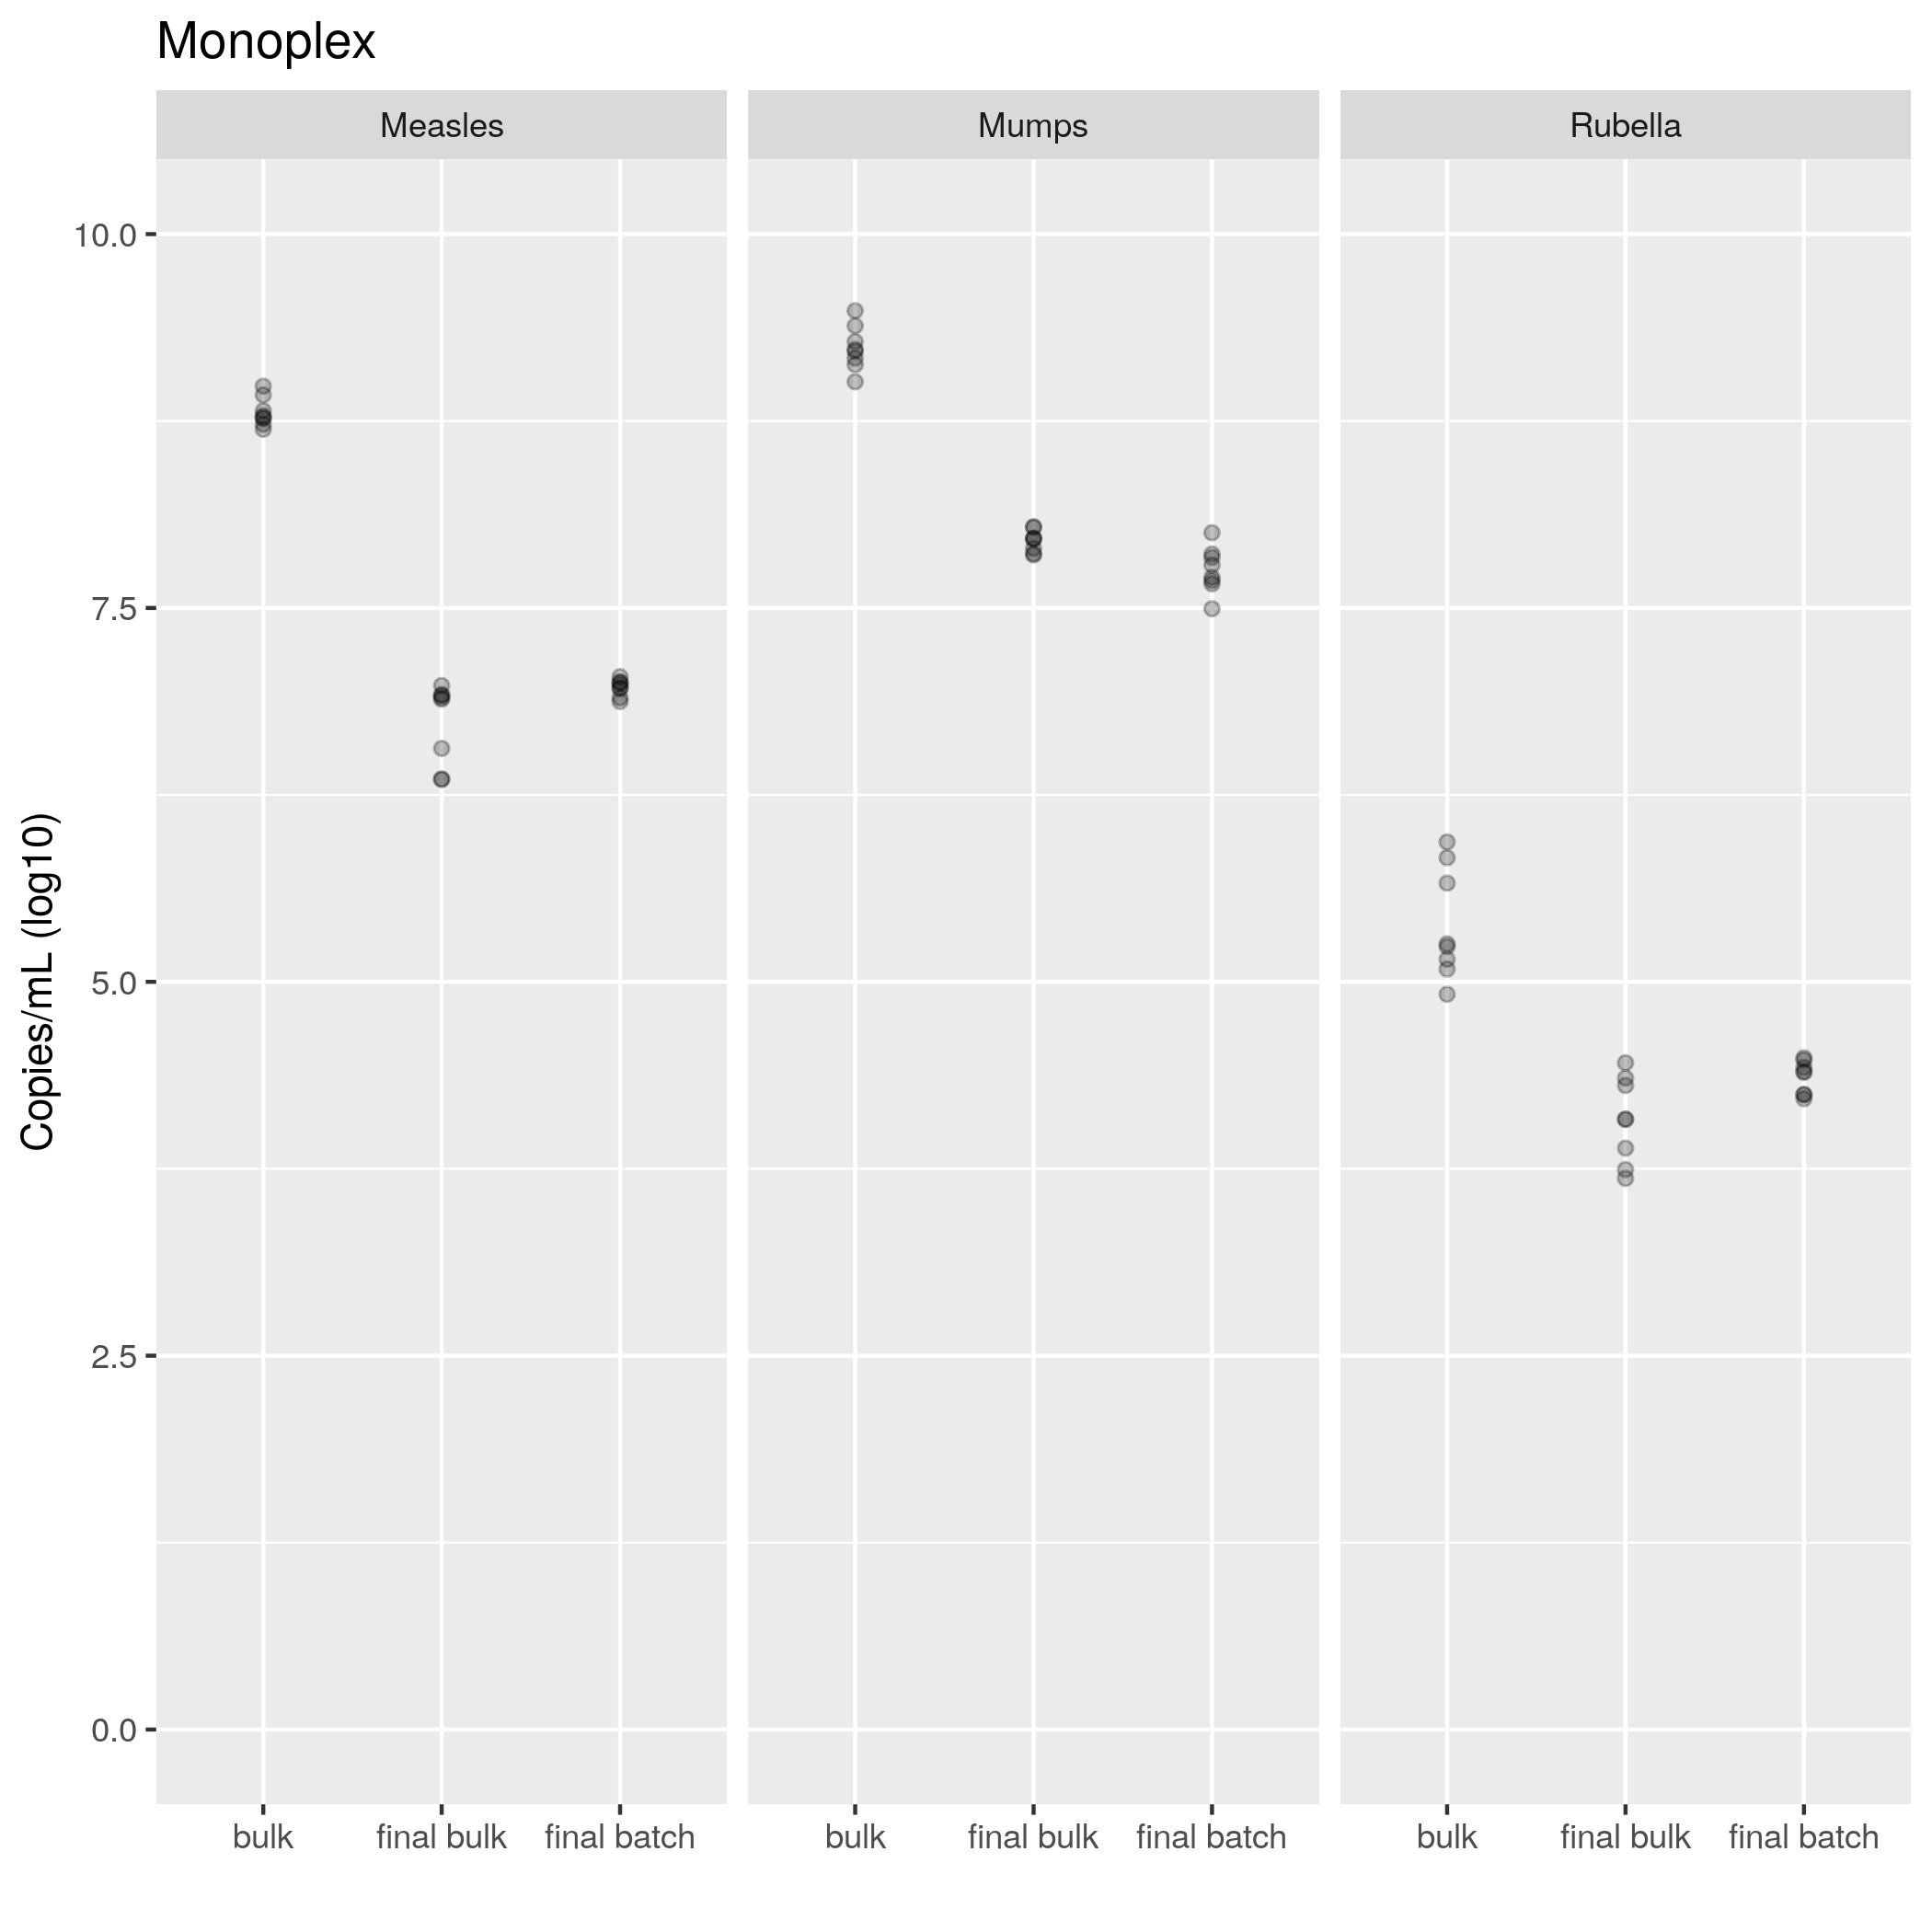 Monoplex
Measles Mumps Rubella
Copies/mL (log10)
10.0
7.5
5.0
2.5
0.0
bulk final bulk final batch bulk final bulk final batch bulk final bulk final batch